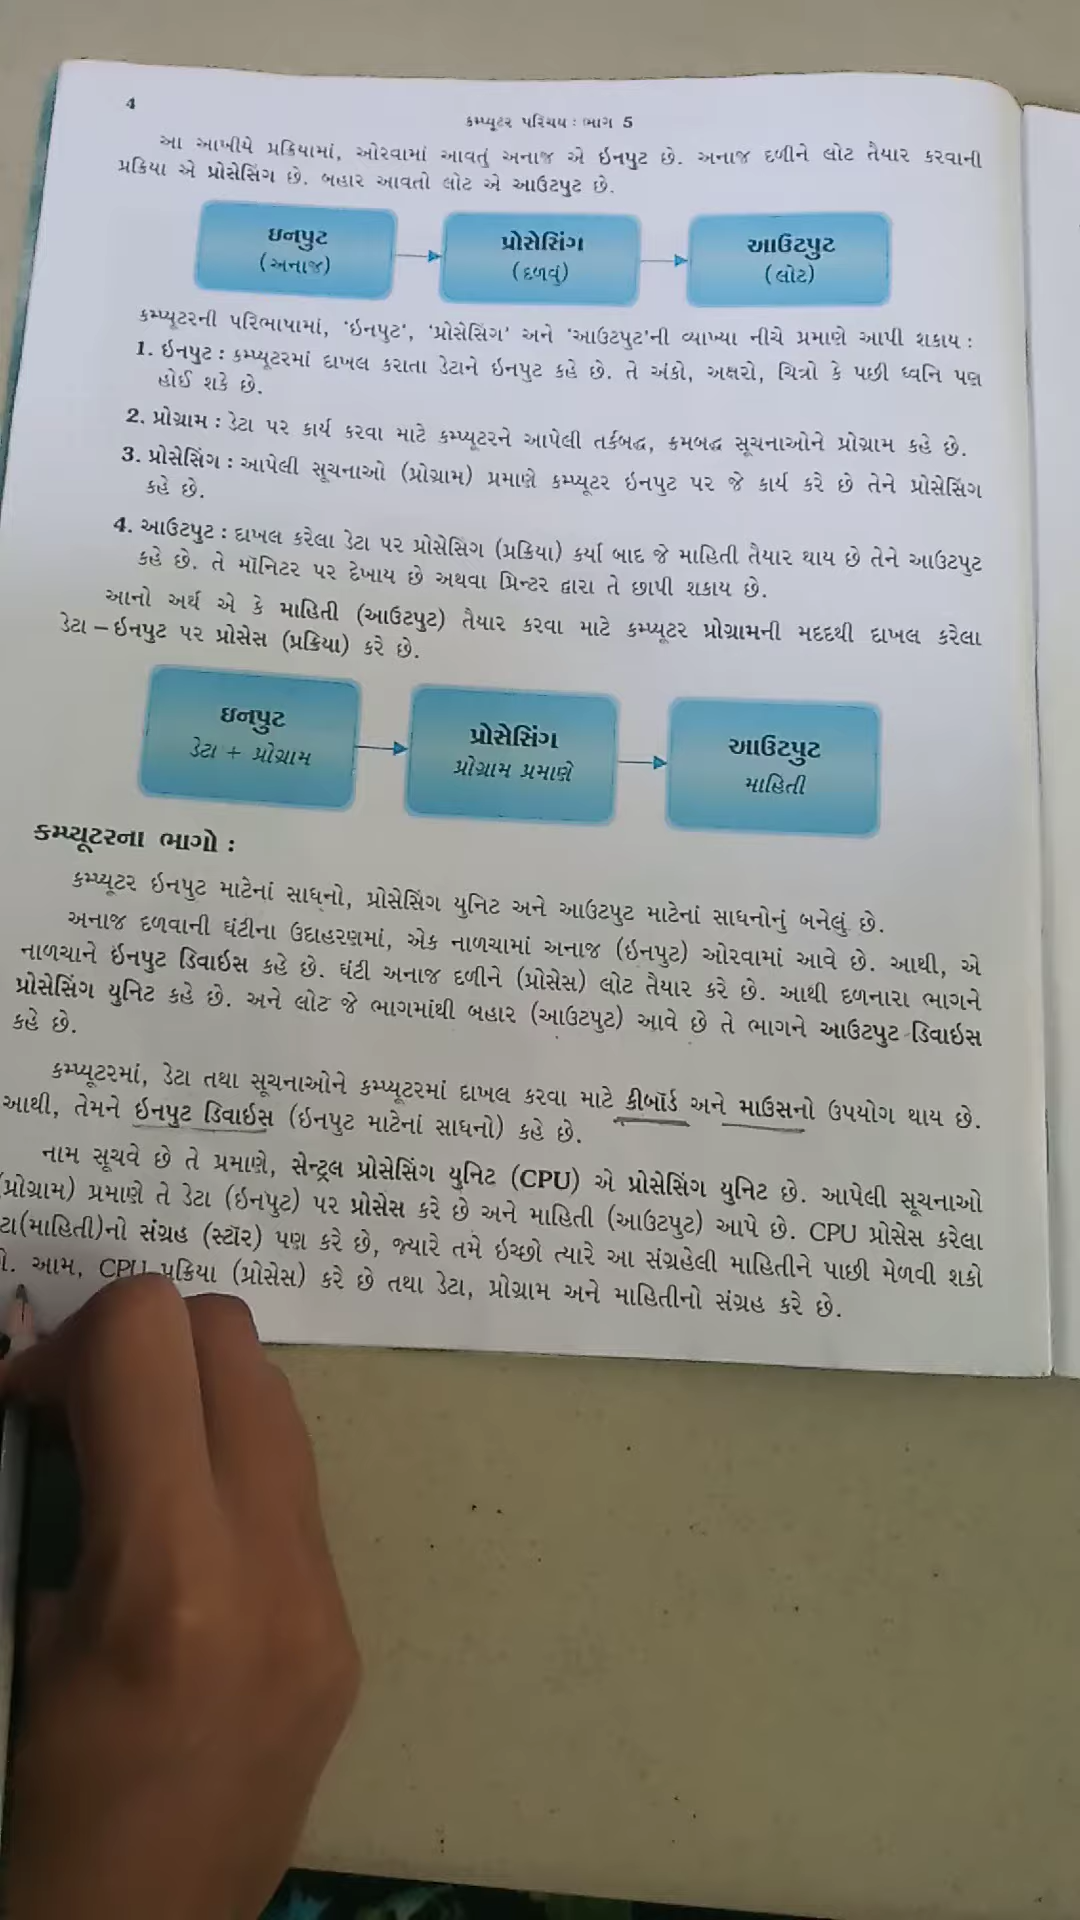 4
કમ્પ્યૂટર પરિચય : ભાગ 5
આ આખીયે પ્રક્રિયામાં, ઓરવામાં આવતું અનાજ એ ઇનપુટ છે. અનાજ દળીને લોટ તૈયાર કરવાની
પ્રક્રિયા એ પ્રોસેસિંગ છે. બહાર આવતો લોટ એ આઉટપુટ છે.
ઇનપુટ
(અનાજ)
પ્રોસેસિંગ
(દળવું)
આઉટપુટ
(લોટ)
કમ્પ્યૂટરની પરિભાષામાં, 'ઇનપુટ', 'પ્રોસેસિંગ' અને 'આઉટપુટ'ની વ્યાખ્યા નીચે પ્રમાણે આપી શકાય :
1. ઇનપુટ : કમ્પ્યૂટરમાં દાખલ કરાતા ડેટાને ઇનપુટ કહે છે. તે અંકો, અક્ષરો, ચિત્રો કે પછી ધ્વનિ પણ
હોઈ શકે છે.
2. પ્રોગ્રામ : ડેટા પર કાર્ય કરવા માટે કમ્પ્યૂટરને આપેલી તર્કબદ્ધ, ક્રમબદ્ધ સૂચનાઓને પ્રોગ્રામ કહે છે.
3. પ્રોસેસિંગ : આપેલી સૂચનાઓ (પ્રોગ્રામ) પ્રમાણે કમ્પ્યૂટર ઇનપુટ પર જે કાર્ય કરે છે તેને પ્રોસેસિંગ
કહે છે.
4. આઉટપુટ : દાખલ કરેલા ડેટા પર પ્રોસેસિંગ (પ્રક્રિયા) કર્યા બાદ જે માહિતી તૈયાર થાય છે તેને આઉટપુટ
કહે છે. તે મૉનિટર પર દેખાય છે અથવા પ્રિન્ટર દ્વારા તે છાપી શકાય છે.
આનો અર્થ એ કે માહિતી (આઉટપુટ) તૈયાર કરવા માટે કમ્પ્યૂટર પ્રોગ્રામની મદદથી દાખલ કરેલા
ડેટા – ઇનપુટ પર પ્રોસેસ (પ્રક્રિયા) કરે છે.
ઇનપુટ
ડેટા + પ્રોગ્રામ
પ્રોસેસિંગ
પ્રોગ્રામ પ્રમાણે
આઉટપુટ
માહિતી
કમ્પ્યૂટરના ભાગો :
કમ્પ્યૂટર ઇનપુટ માટેનાં સાધનો, પ્રોસેસિંગ યુનિટ અને આઉટપુટ માટેનાં સાધનોનું બનેલું છે.
અનાજ દળવાની ઘંટીના ઉદાહરણમાં, એક નાળચામાં અનાજ (ઇનપુટ) ઓરવામાં આવે છે. આથી, એ
નાળચાને ઇનપુટ ડિવાઇસ કહે છે. ઘંટી અનાજ દળીને (પ્રોસેસ) લોટ તૈયાર કરે છે. આથી દળનારા ભાગને
પ્રોસેસિંગ યુનિટ કહે છે. અને લોટ જે ભાગમાંથી બહાર (આઉટપુટ) આવે છે તે ભાગને આઉટપુટ ડિવાઇસ
કહે છે.
કમ્પ્યૂટરમાં, ડેટા તથા સૂચનાઓને કમ્પ્યૂટરમાં દાખલ કરવા માટે કીબૉર્ડ અને માઉસનો ઉપયોગ થાય છે.
આથી, તેમને ઇનપુટ ડિવાઇસ (ઇનપુટ માટેનાં સાધનો) કહે છે.
નામ સૂચવે છે તે પ્રમાણે, સેન્ટ્રલ પ્રોસેસિંગ યુનિટ (CPU) એ પ્રોસેસિંગ યુનિટ છે. આપેલી સૂચનાઓ
(પ્રોગ્રામ) પ્રમાણે તે ડેટા (ઇનપુટ) પર પ્રોસેસ કરે છે અને માહિતી (આઉટપુટ) આપે છે. CPU પ્રોસેસ કરેલા
ટા(માહિતી)નો સંગ્રહ (સ્ટૉર) પણ કરે છે, જ્યારે તમે ઇચ્છો ત્યારે આ સંગ્રહેલી માહિતીને પાછી મેળવી શકો
આમ, CPU પ્રક્રિયા (પ્રોસેસ) કરે છે તથા ડેટા, પ્રોગ્રામ અને માહિતીનો સંગ્રહ કરે છે.